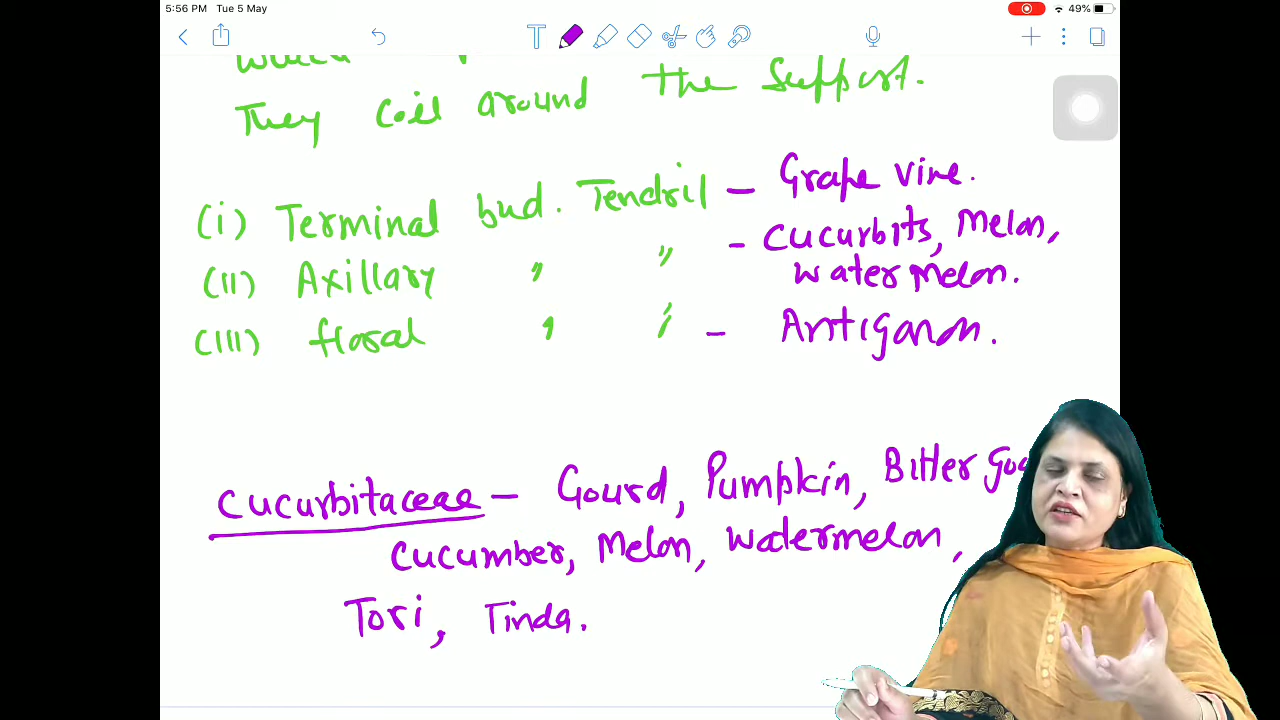 5:56 PM Tue 5 May
49%
They coil around the Support.
(i) Terminal bud. Tendril - Grape vine.
(II) Axillary " " - Cucurbits, Melon,
watermelon.
(III) floral " " - Antigonon.
Cucurbitaceae - Gourd, Pumpkin, Bitter
Cucumber, Melon, Watermelon,
Tori, Tinda.